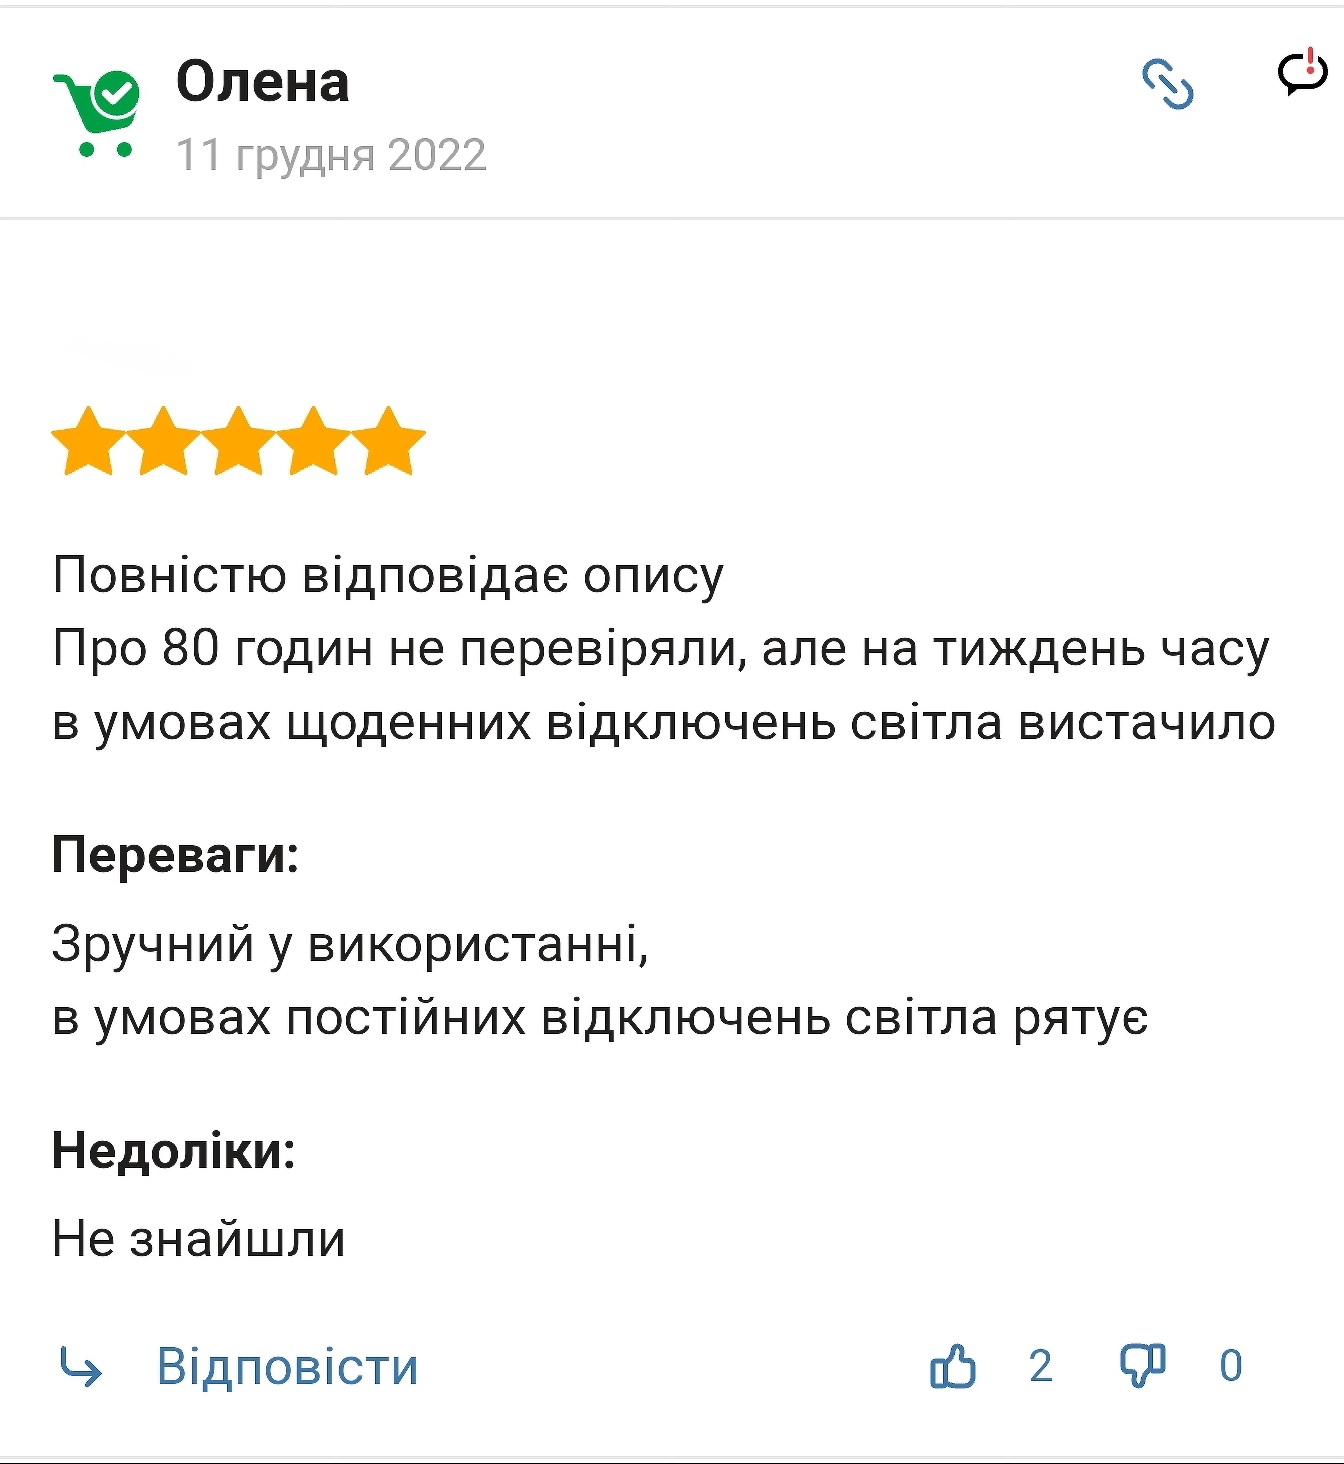 Олена
11 грудня 2022
Повністю відповідає опису
Про 80 годин не перевіряли, але на тиждень часу
в умовах щоденних відключень світла вистачило
Переваги:
Зручний у використанні,
в умовах постійних відключень світла рятує
Недоліки:
Не знайшли
Відповісти 2 0